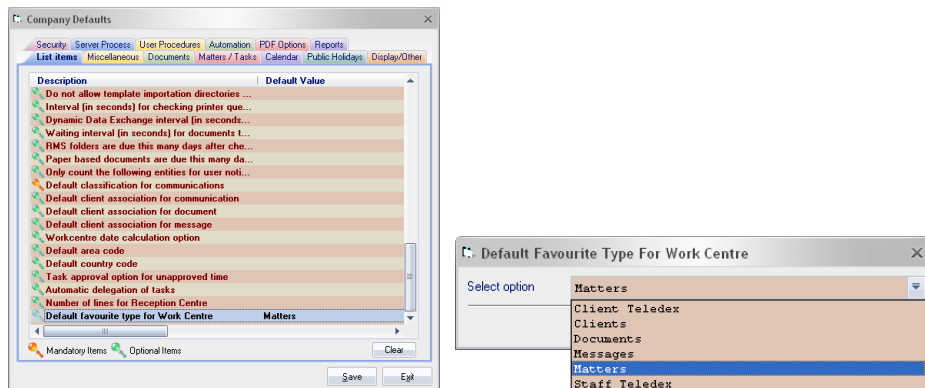 Company Defaults
Security Server Process User Procedures Automation PDF Options Reports
List items Miscellaneous Documents Matters / Tasks Calendar Public Holidays Display/Other
Description Default Value
Do not allow template importation directories ...
Interval (in seconds) for checking printer que...
Dynamic Data Exchange interval (in seconds...
Waiting interval (in seconds) for documents t...
RMS folders are due this many days after che...
Paper based documents are due this many da...
Only count the following entities for user noti...
Default classification for communications
Default client association for communication
Default client association for document
Default client association for message
Workcentre date calculation option
Default area code
Default country code
Task approval option for unapproved time
Automatic delegation of tasks
Number of lines for Reception Centre
Default favourite type for Work Centre Matters
Mandatory Items Optional Items Clear
Save Exit
Default Favourite Type For Work Centre
Select option Matters
Client Teledex
Clients
Documents
Messages
Matters
Staff Teledex